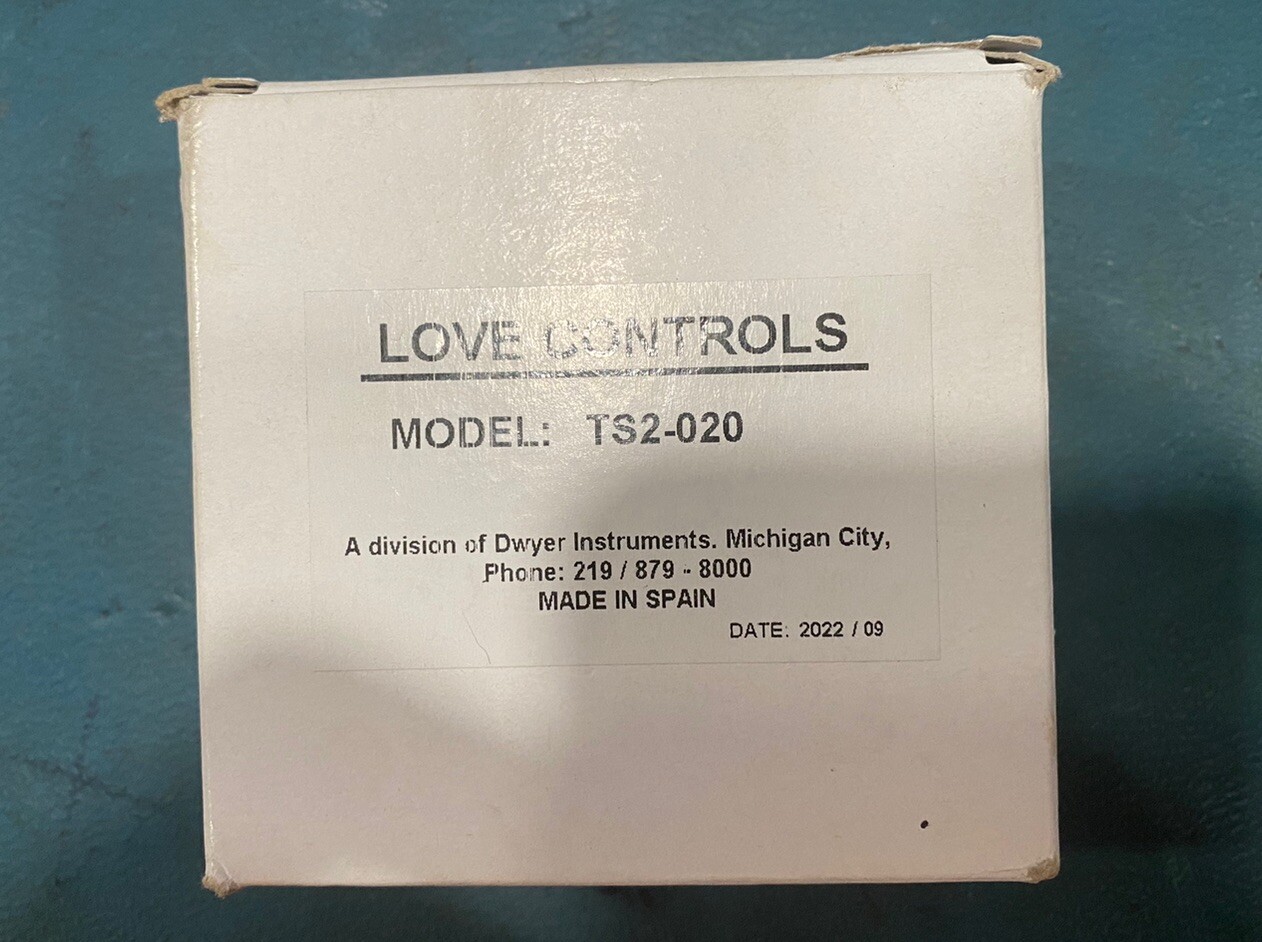 LOVE CONTROLS
MODEL: TS2-020
A division of Dwyer Instruments. Michigan City,
Phone: 219 / 879 - 8000
MADE IN SPAIN
DATE: 2022 / 09